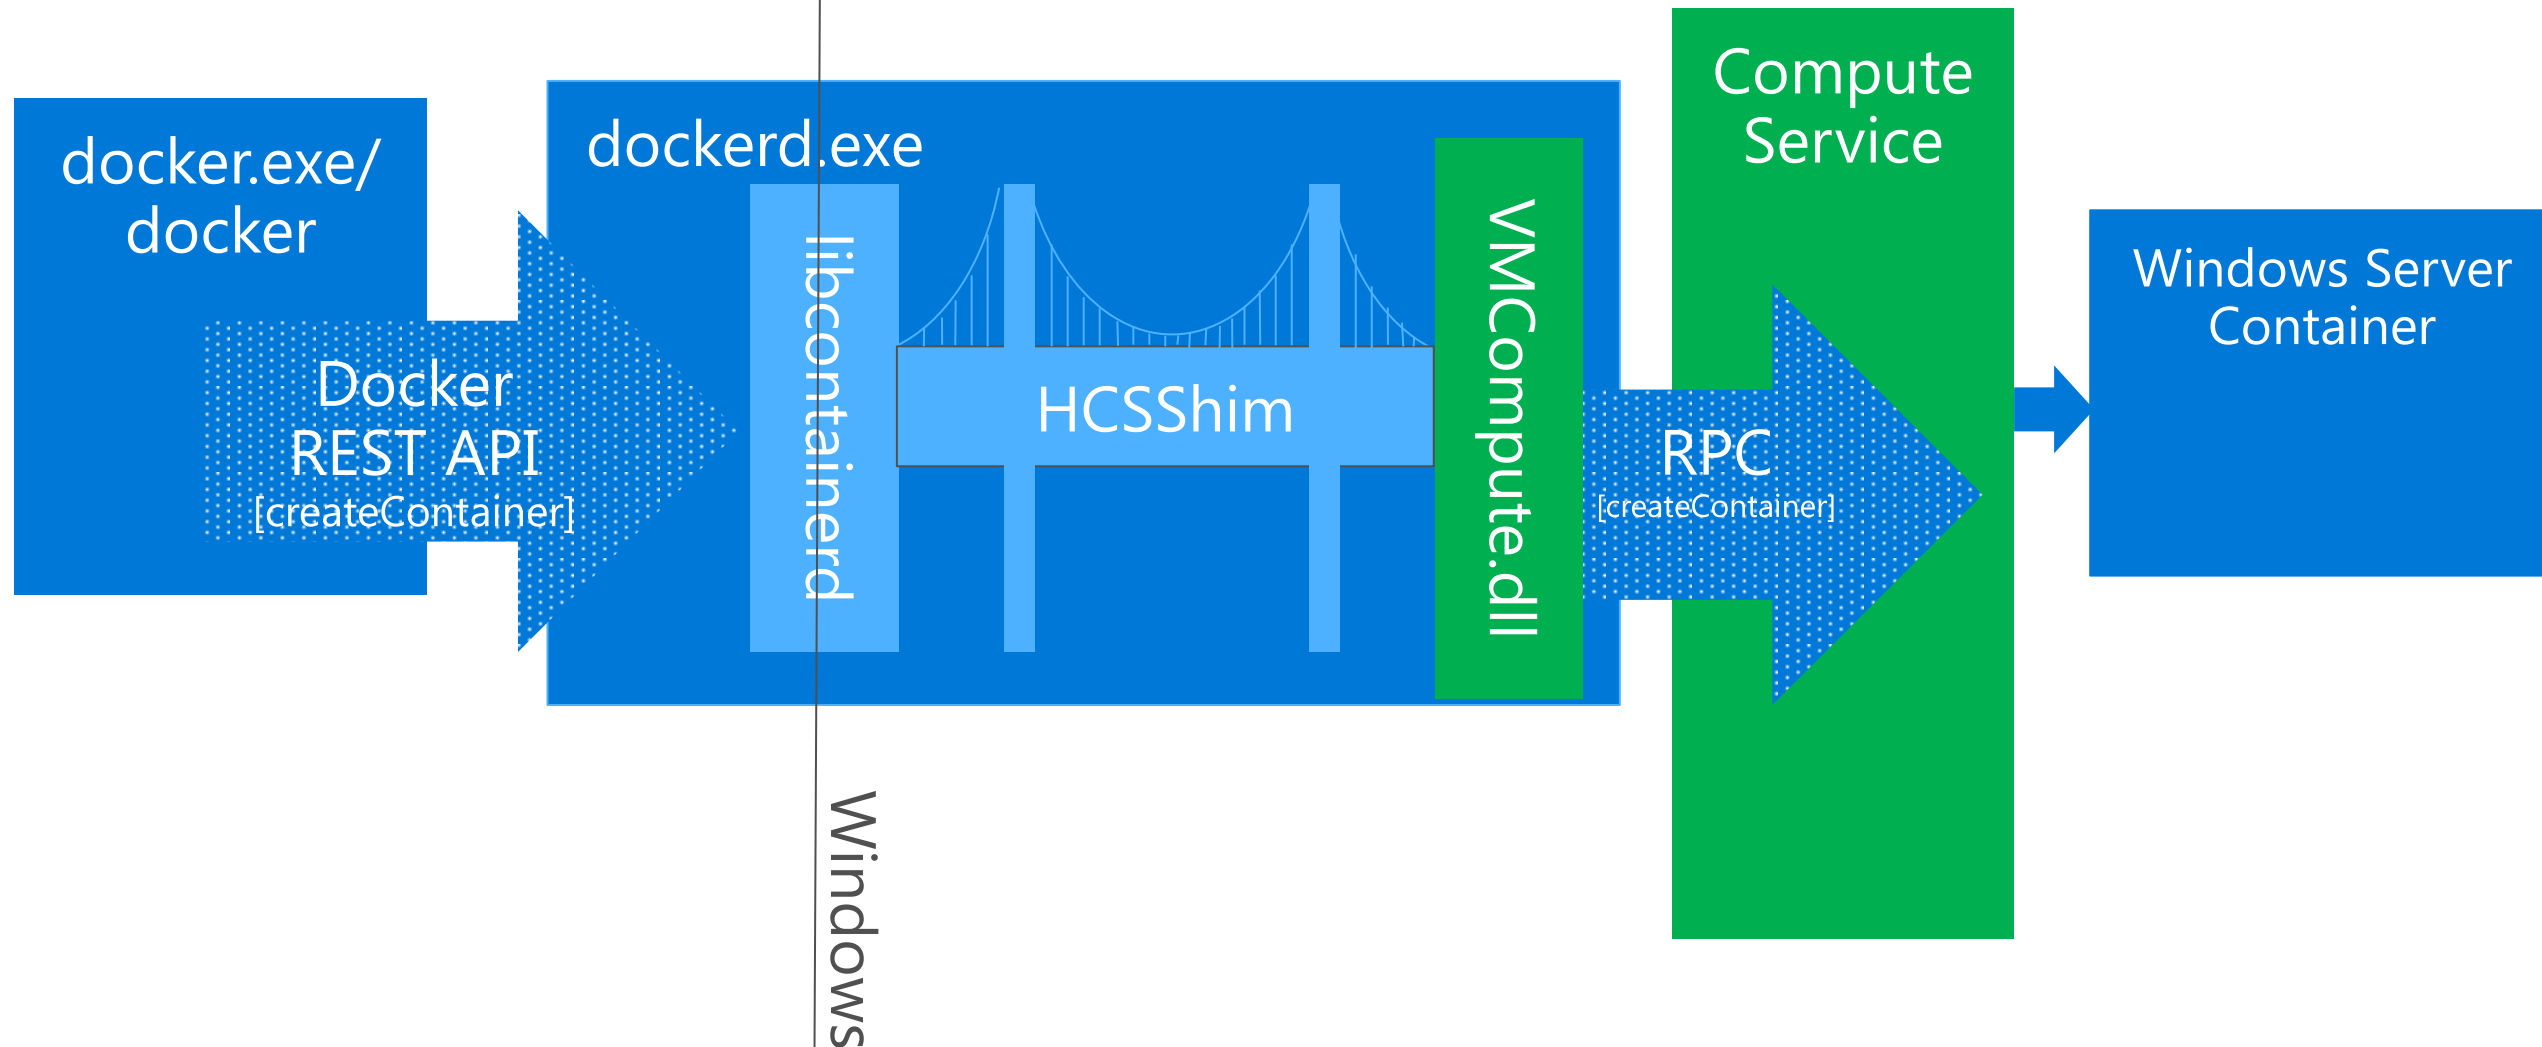 docker.exe/
docker
Docker
REST API
[createContainer]
dockerd.exe
libcontainerd
HCSShim
VMCompute.dll
RPC
[createContainer]
Compute
Service
Windows Server
Container
Windows